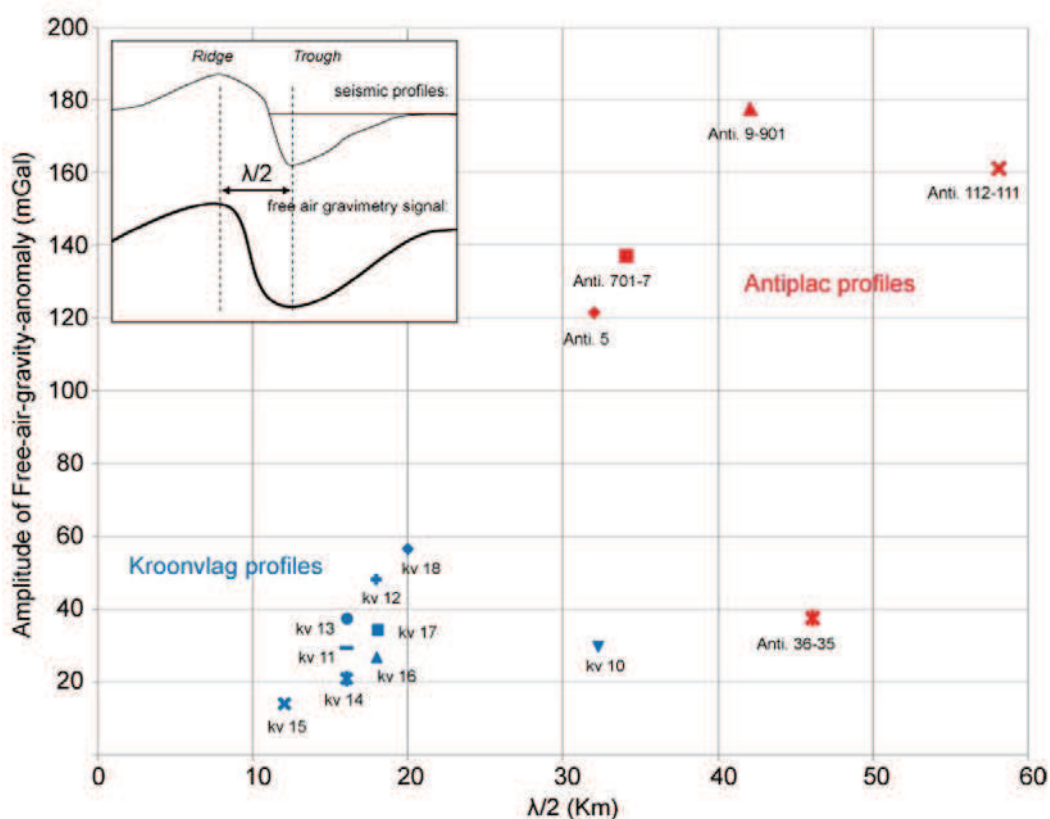 Amplitude of Free-air-gravity-anomaly (mGal)
200
180
160
140
120
100
80
60
40
20
Ridge
Trough
seismic profiles:
λ/2
free air gravimetry signal:
Anti. 9-901
Anti. 112-111
Anti. 701-7
Antiplac profiles
Anti. 5
Kroonvlag profiles
kv 18
kv 12
kv 13
kv 17
kv 11
kv 16
kv 14
kv 15
kv 10
Anti. 36-35
0
10
20
30
40
50
60
λ/2 (Km)